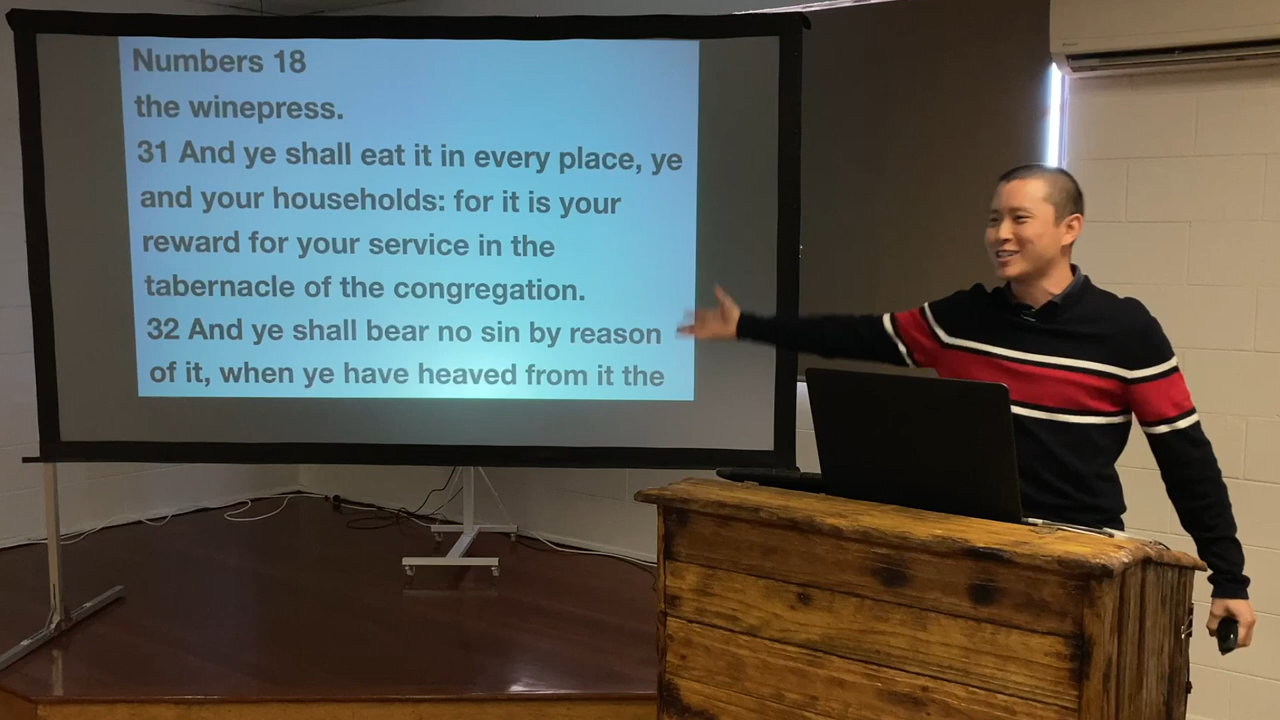 Numbers 18
the winepress.
31 And ye shall eat it in every place, ye
and your households: for it is your
reward for your service in the
tabernacle of the congregation.
32 And ye shall bear no sin by reason
of it, when ye have heaved from it the